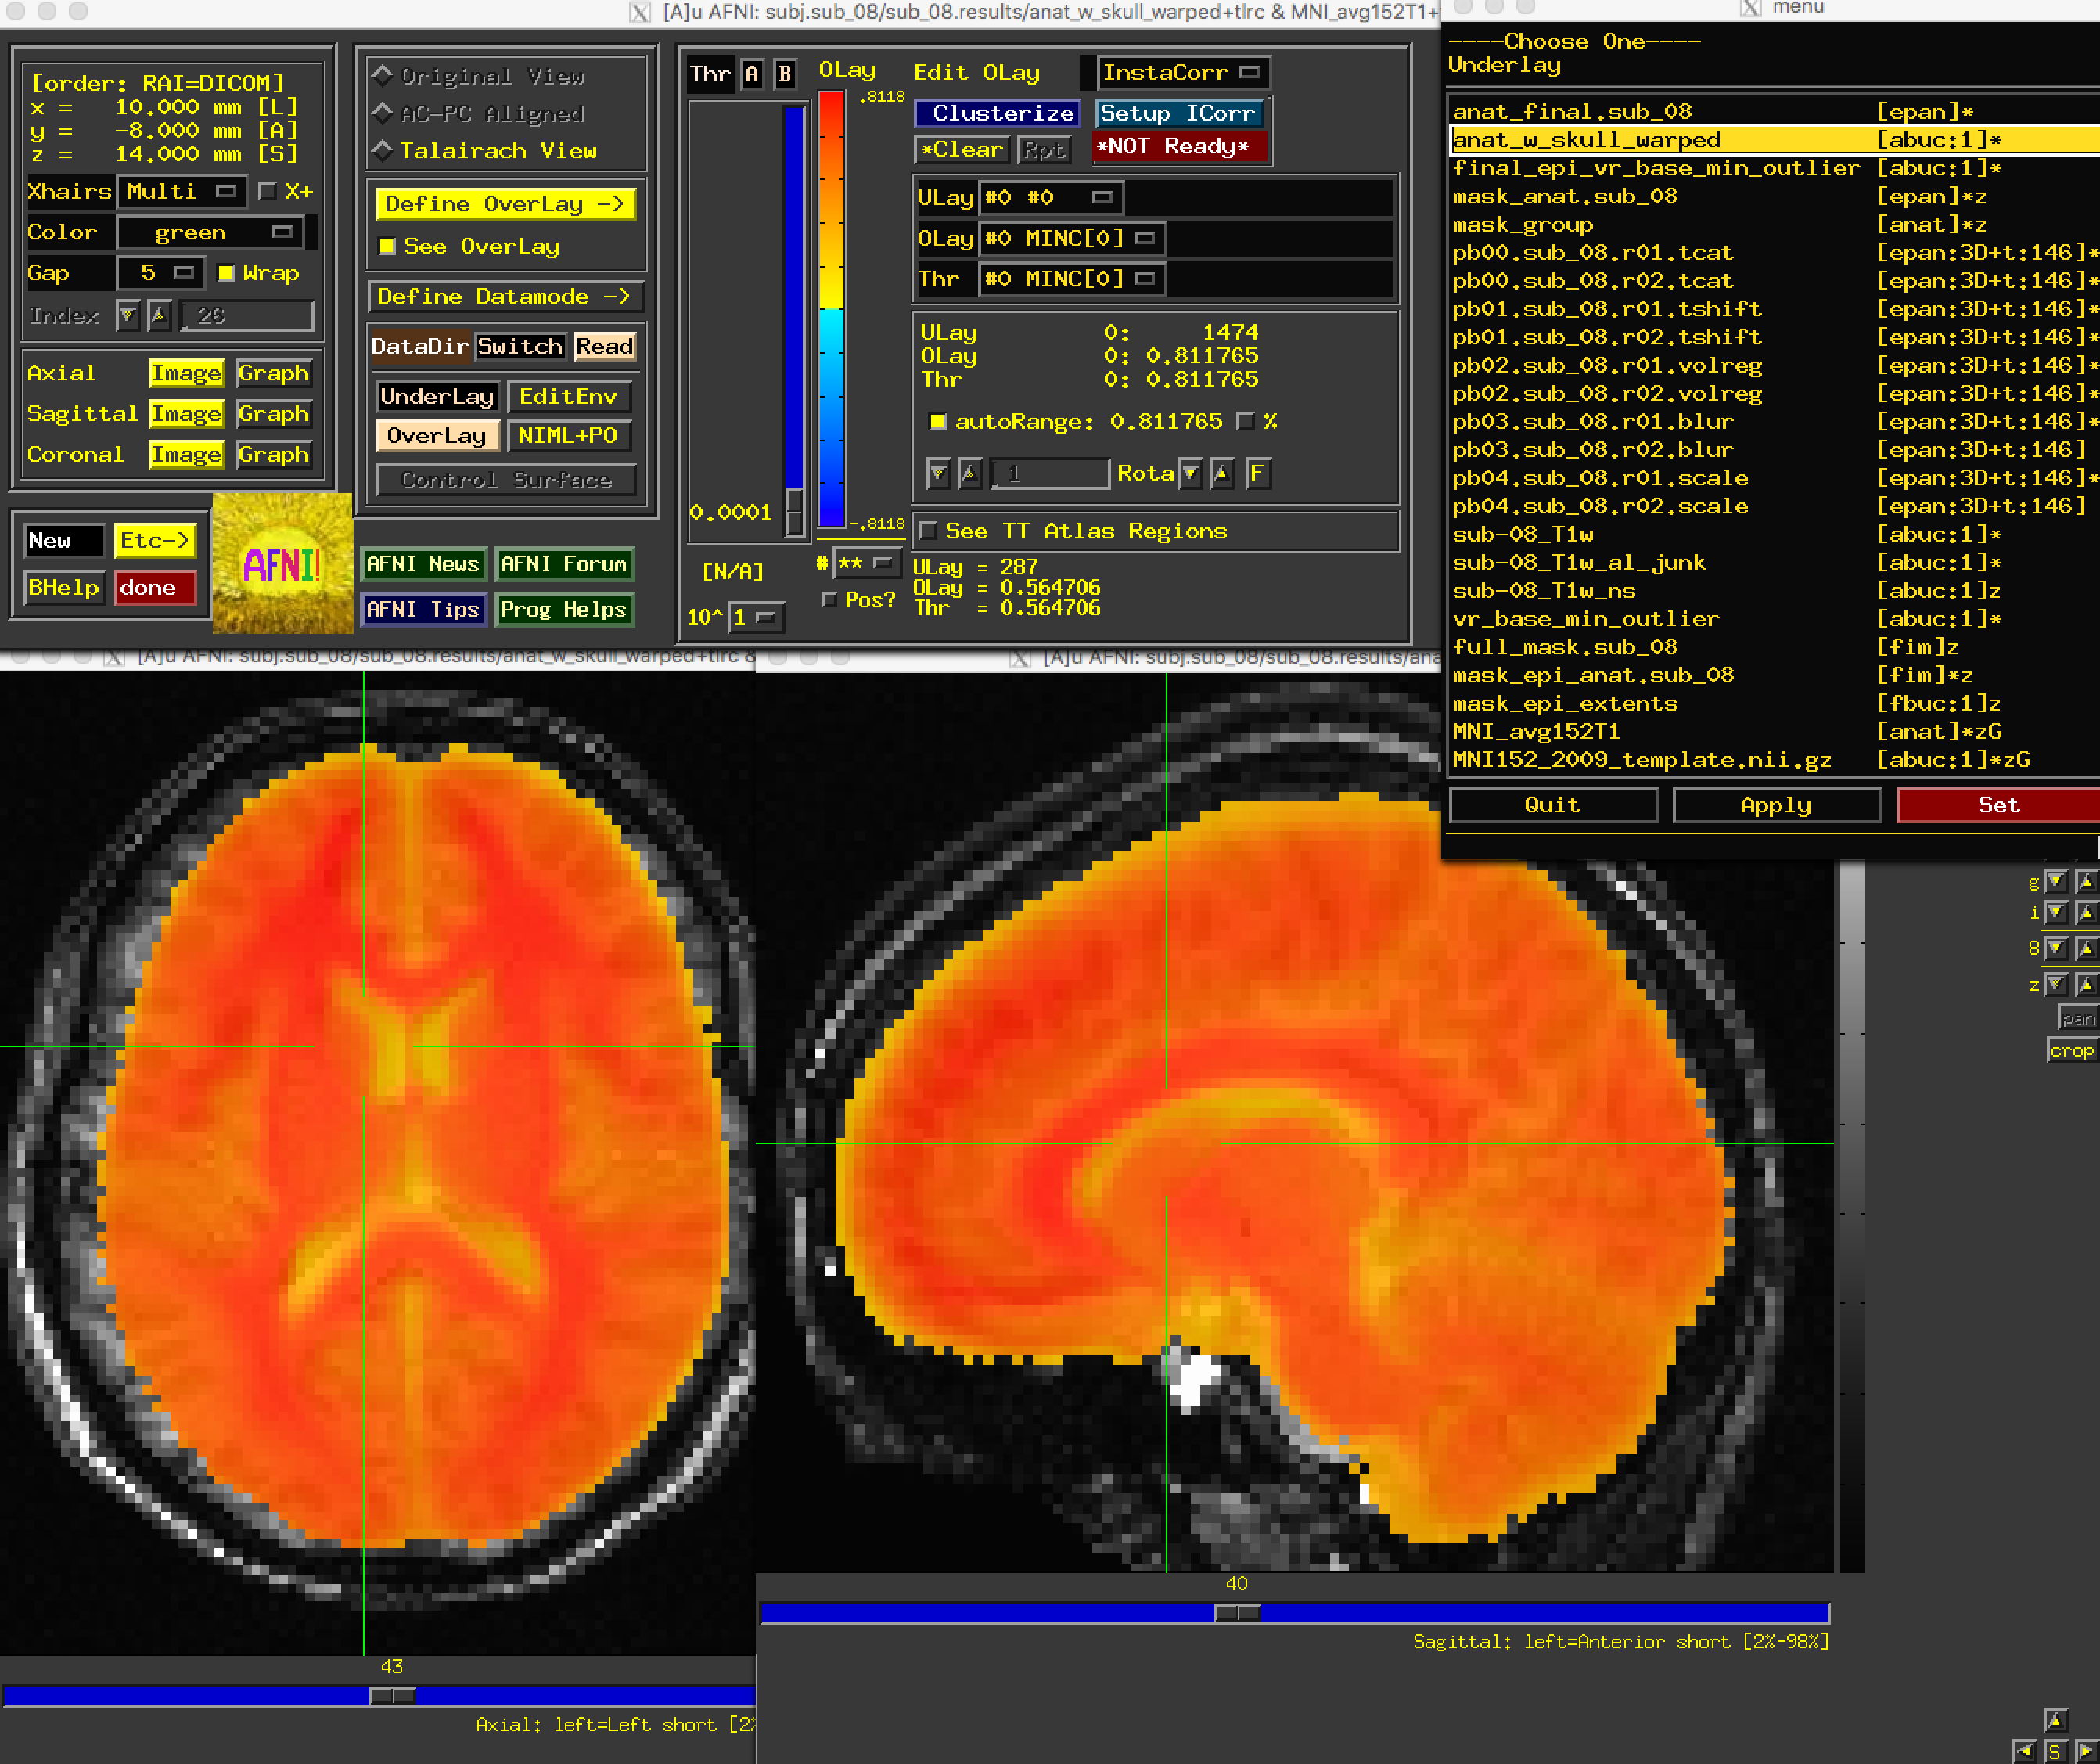 [A]u AFNI: subj.sub_08/sub_08.results/anat_w_skull_warped+tlrc & MNI_avg152T1+
[order: RAI=DICOM]
x = 10.000 mm [L]
y = -8.000 mm [A]
z = 14.000 mm [S]
Xhairs Multi X+
Color green
Gap 5 Wrap
Index 26
Axial Image Graph
Sagittal Image Graph
Coronal Image Graph
New Etc->
BHelp done
AFNI!
Original View
AC-PC Aligned
Talairach View
Define OverLay ->
See OverLay
Define Datamode ->
DataDir Switch Read
UnderLay EditEnv
OverLay NIML+PO
Control Surface
AFNI News AFNI Forum
AFNI Tips Prog Helps
Thr A B OLay
.8118
0.0001
-.8118
[N/A]
# **
Pos?
10^ 1
Edit OLay InstaCorr
Clusterize Setup ICorr
*Clear Rpt *NOT Ready*
ULay #0 #0
OLay #0 MINC[0]
Thr #0 MINC[0]
ULay 0: 1474
OLay 0: 0.811765
Thr 0: 0.811765
autoRange: 0.811765 %
1 Rota F
See TT Atlas Regions
ULay = 287
OLay = 0.564706
Thr = 0.564706
menu
----Choose One----
Underlay
anat_final.sub_08 [epan]*
anat_w_skull_warped [abuc:1]*
final_epi_vr_base_min_outlier [abuc:1]*
mask_anat.sub_08 [epan]*z
mask_group [anat]*z
pb00.sub_08.r01.tcat [epan:3D+t:146]*
pb00.sub_08.r02.tcat [epan:3D+t:146]*
pb01.sub_08.r01.tshift [epan:3D+t:146]*
pb01.sub_08.r02.tshift [epan:3D+t:146]*
pb02.sub_08.r01.volreg [epan:3D+t:146]*
pb02.sub_08.r02.volreg [epan:3D+t:146]*
pb03.sub_08.r01.blur [epan:3D+t:146]*
pb03.sub_08.r02.blur [epan:3D+t:146]
pb04.sub_08.r01.scale [epan:3D+t:146]*
pb04.sub_08.r02.scale [epan:3D+t:146]
sub-08_T1w [abuc:1]*
sub-08_T1w_al_junk [abuc:1]*
sub-08_T1w_ns [abuc:1]z
vr_base_min_outlier [abuc:1]*
full_mask.sub_08 [fim]z
mask_epi_anat.sub_08 [fim]*z
mask_epi_extents [fbuc:1]z
MNI_avg152T1 [anat]*zG
MNI152_2009_template.nii.gz [abuc:1]*zG
Quit Apply Set
[A]u AFNI: subj.sub_08/sub_08.results/anat_w_skull_warped+tlrc &
[A]u AFNI: subj.sub_08/sub_08.results/ana
g
i
8
z
pan
crop
43
Axial: left=Left short [2%
40
Sagittal: left=Anterior short [2%-98%]
S